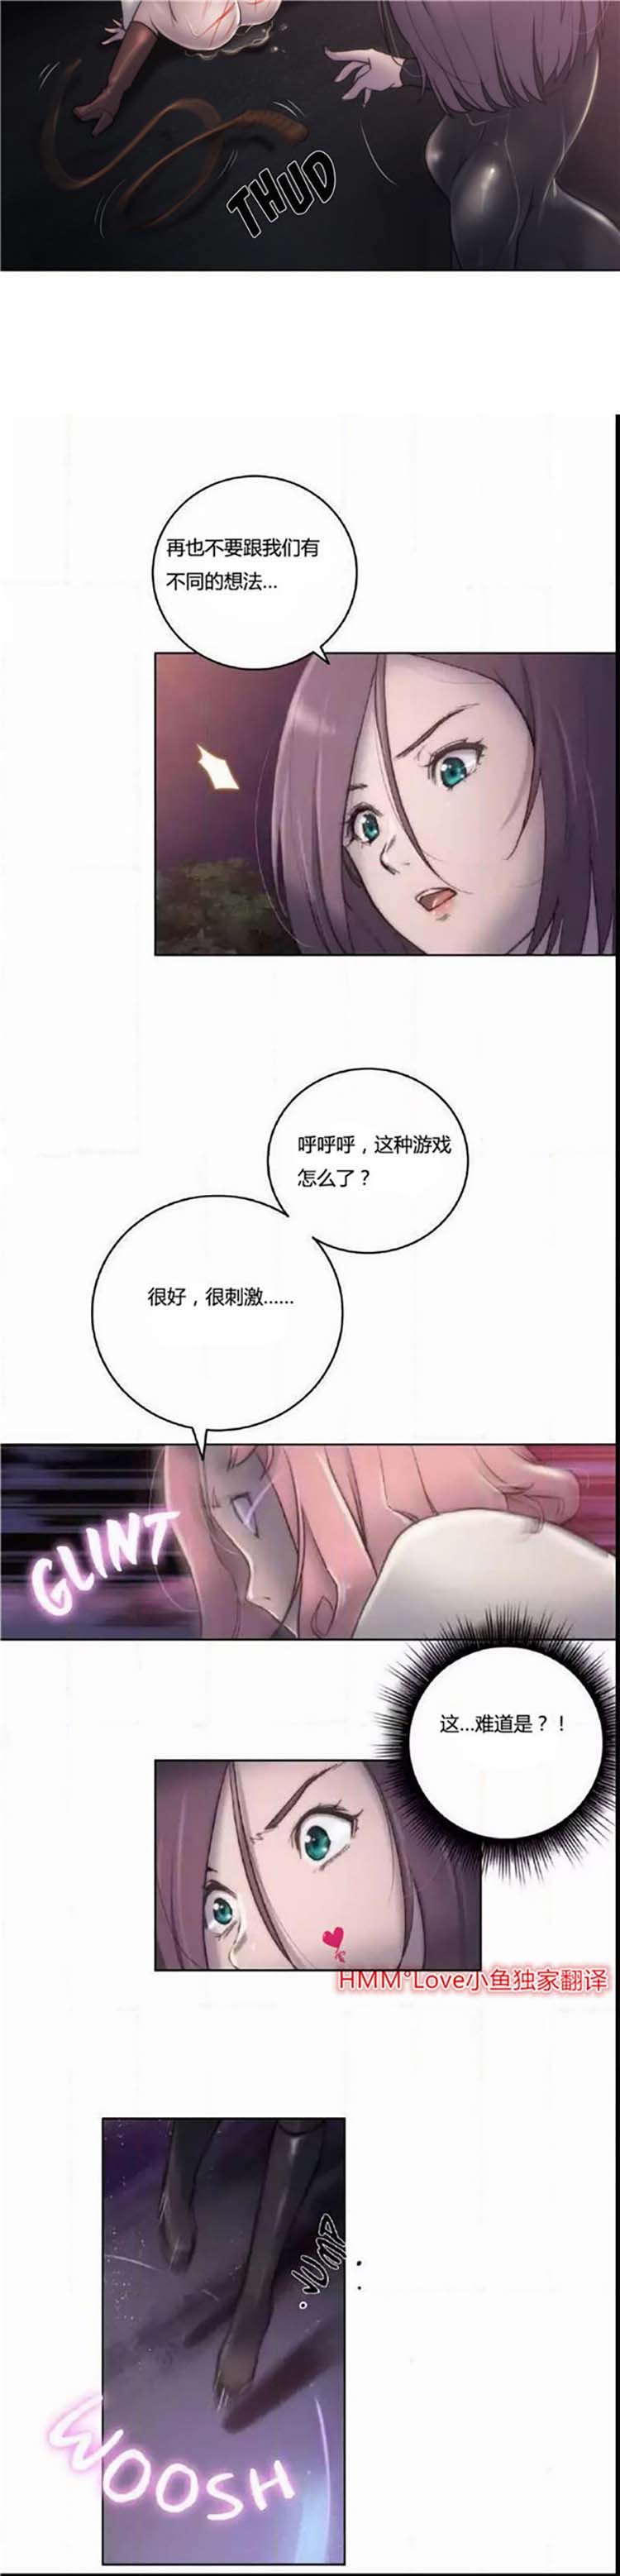 THUD
再也不要跟我们有
不同的想法...
呼呼呼，这种游戏
怎么了？
很好，很刺激……
GLINT
这...难道是？！
HMM°Love小鱼独家翻译
JUMP
WOOSH